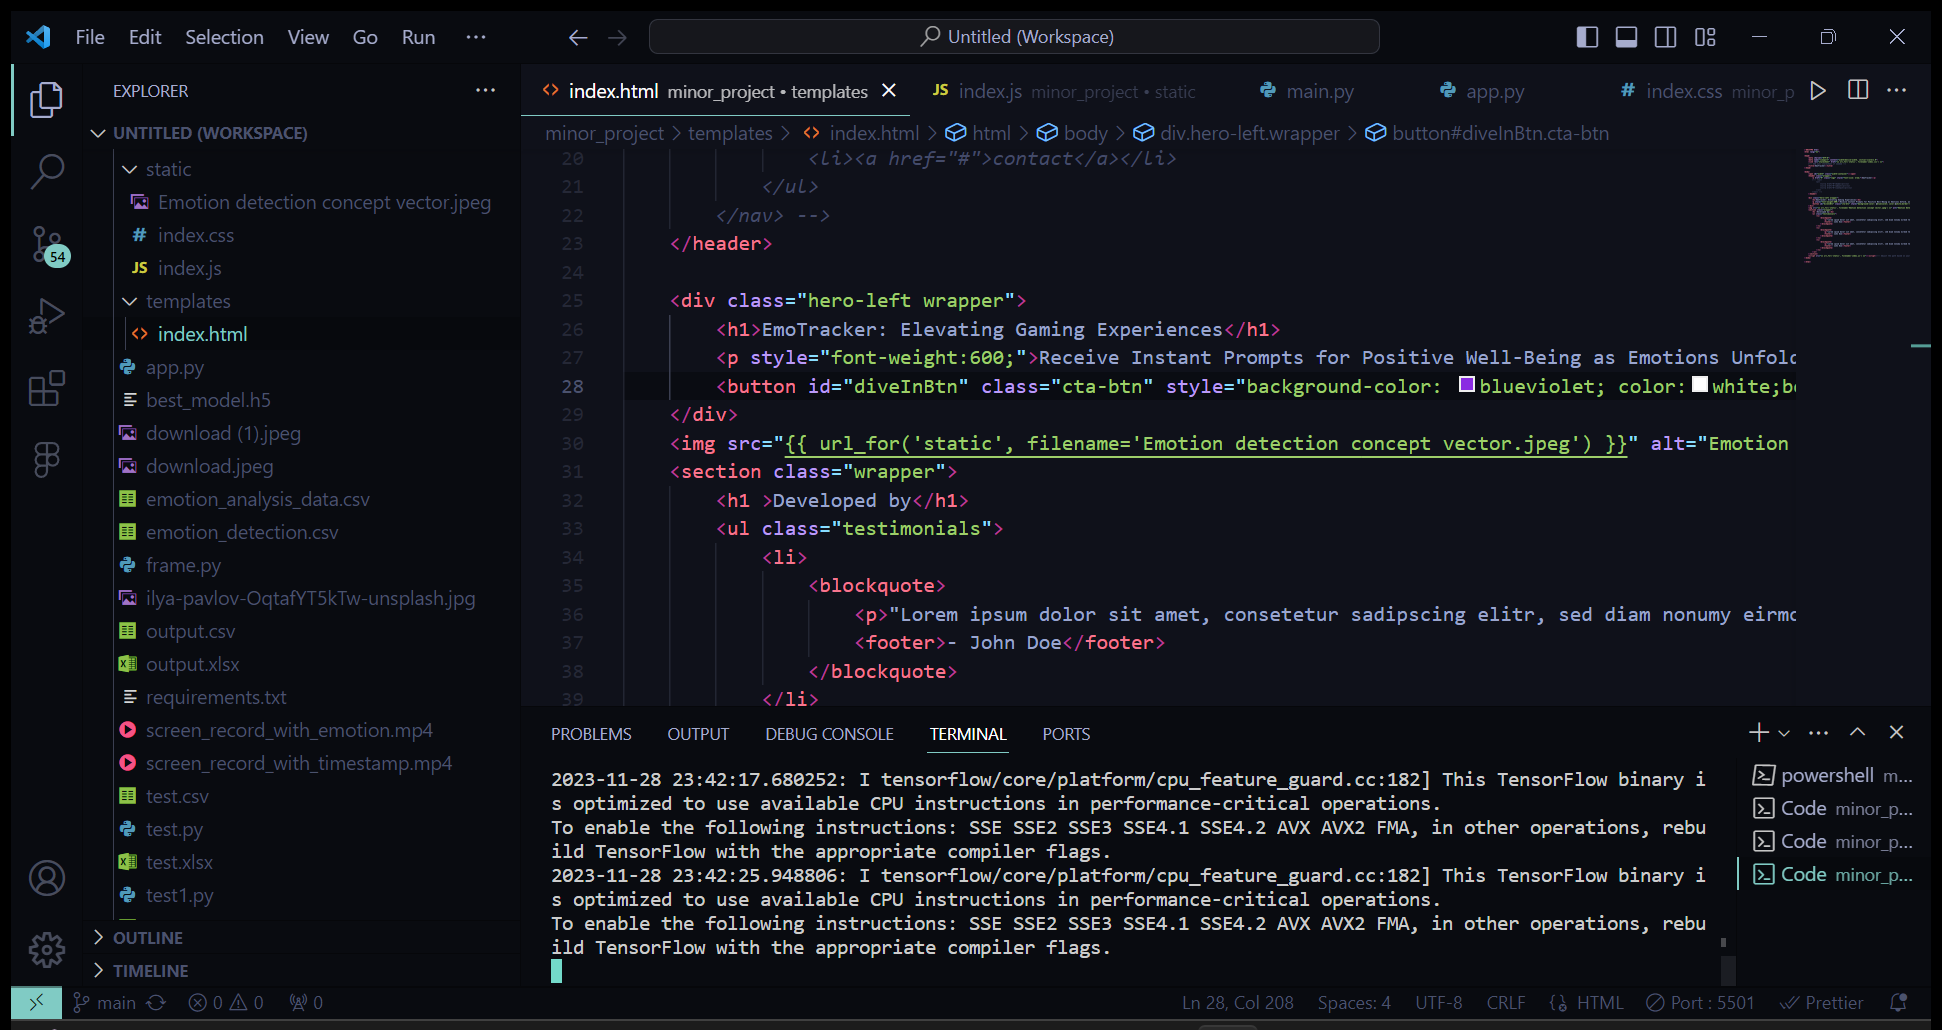 File Edit Selection View Go Run ···
Untitled (Workspace)
EXPLORER
UNTITLED (WORKSPACE)
static
Emotion detection concept vector.jpeg
# index.css
JS index.js
templates
<> index.html
app.py
best_model.h5
download (1).jpeg
download.jpeg
emotion_analysis_data.csv
emotion_detection.csv
frame.py
ilya-pavlov-OqtafYT5kTw-unsplash.jpg
output.csv
output.xlsx
requirements.txt
screen_record_with_emotion.mp4
screen_record_with_timestamp.mp4
test.csv
test.py
test.xlsx
test1.py
OUTLINE
TIMELINE
54
<> index.html minor_project • templates JS index.js minor_project • static main.py app.py # index.css minor_p
minor_project > templates > <> index.html > html > body > div.hero-left.wrapper > button#diveInBtn.cta-btn
20 <li><a href="#">contact</a></li>
21 </ul>
22 </nav> -->
23 </header>
24
25 <div class="hero-left wrapper">
26 <h1>EmoTracker: Elevating Gaming Experiences</h1>
27 <p style="font-weight:600;">Receive Instant Prompts for Positive Well-Being as Emotions Unfol
28 <button id="diveInBtn" class="cta-btn" style="background-color: blueviolet; color: white;b
29 </div>
30 <img src="{{ url_for('static', filename='Emotion detection concept vector.jpeg') }}" alt="Emotion
31 <section class="wrapper">
32 <h1 >Developed by</h1>
33 <ul class="testimonials">
34 <li>
35 <blockquote>
36 <p>"Lorem ipsum dolor sit amet, consetetur sadipscing elitr, sed diam nonumy eirm
37 <footer>- John Doe</footer>
38 </blockquote>
39 </li>
PROBLEMS OUTPUT DEBUG CONSOLE TERMINAL PORTS
2023-11-28 23:42:17.680252: I tensorflow/core/platform/cpu_feature_guard.cc:182] This TensorFlow binary i
s optimized to use available CPU instructions in performance-critical operations.
To enable the following instructions: SSE SSE2 SSE3 SSE4.1 SSE4.2 AVX AVX2 FMA, in other operations, rebu
ild TensorFlow with the appropriate compiler flags.
2023-11-28 23:42:25.948806: I tensorflow/core/platform/cpu_feature_guard.cc:182] This TensorFlow binary i
s optimized to use available CPU instructions in performance-critical operations.
To enable the following instructions: SSE SSE2 SSE3 SSE4.1 SSE4.2 AVX AVX2 FMA, in other operations, rebu
ild TensorFlow with the appropriate compiler flags.
powershell m...
Code minor_p...
Code minor_p...
Code minor_p...
main 0 0 0 Ln 28, Col 208 Spaces: 4 UTF-8 CRLF HTML Port : 5501 Prettier